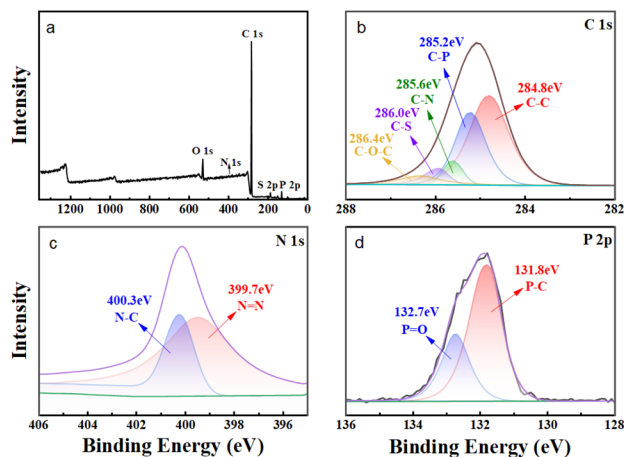 a
C 1s
O 1s
N 1s
S 2p
P 2p
Intensity
1200 1000 800 600 400 200 0
b
C 1s
285.2eV
C-P
285.6eV
C-N
286.0eV
C-S
286.4eV
C-O-C
284.8eV
C-C
288 286 284 282
c
N 1s
400.3eV
N-C
399.7eV
N=N
Intensity
406 404 402 400 398 396
Binding Energy (eV)
d
P 2p
131.8eV
P-C
132.7eV
P=O
136 134 132 130 128
Binding Energy (eV)